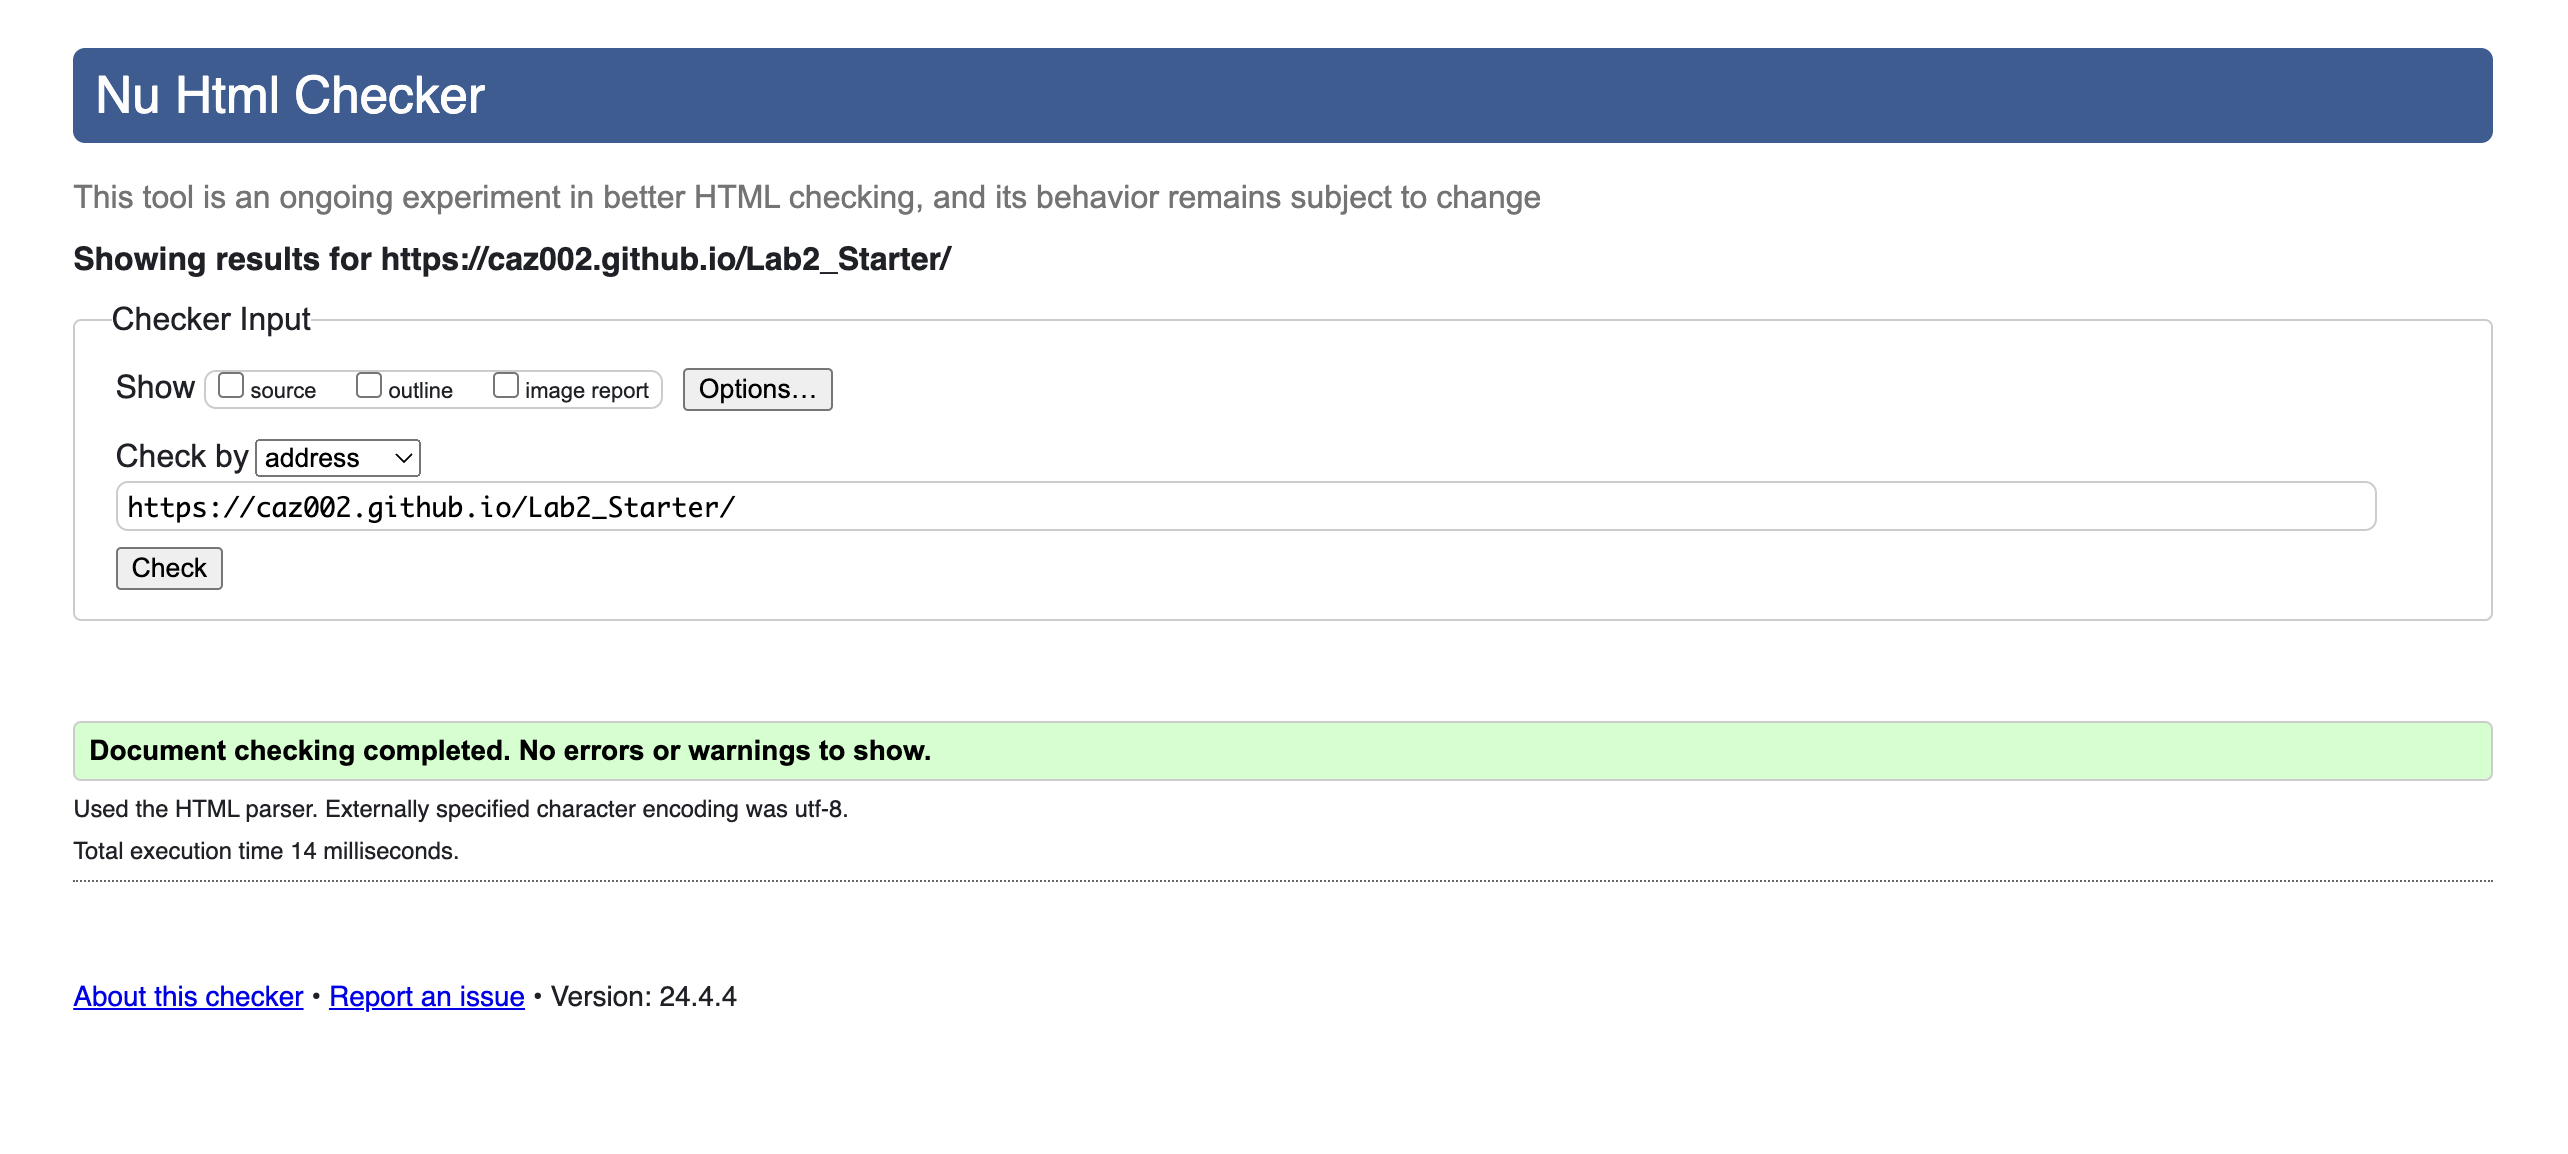 Nu Html Checker
This tool is an ongoing experiment in better HTML checking, and its behavior remains subject to change
Showing results for https://caz002.github.io/Lab2_Starter/
Checker Input
Show source outline image report Options...
Check by address
https://caz002.github.io/Lab2_Starter/
Check
Document checking completed. No errors or warnings to show.
Used the HTML parser. Externally specified character encoding was utf-8.
Total execution time 14 milliseconds.
About this checker • Report an issue • Version: 24.4.4